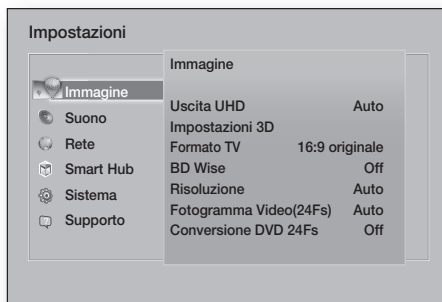 Impostazioni
Immagine
Suono
Rete
Smart Hub
Sistema
Supporto
Immagine
Uscita UHD Auto
Impostazioni 3D
Formato TV 16:9 originale
BD Wise Off
Risoluzione Auto
Fotogramma Video(24Fs) Auto
Conversione DVD 24Fs Off